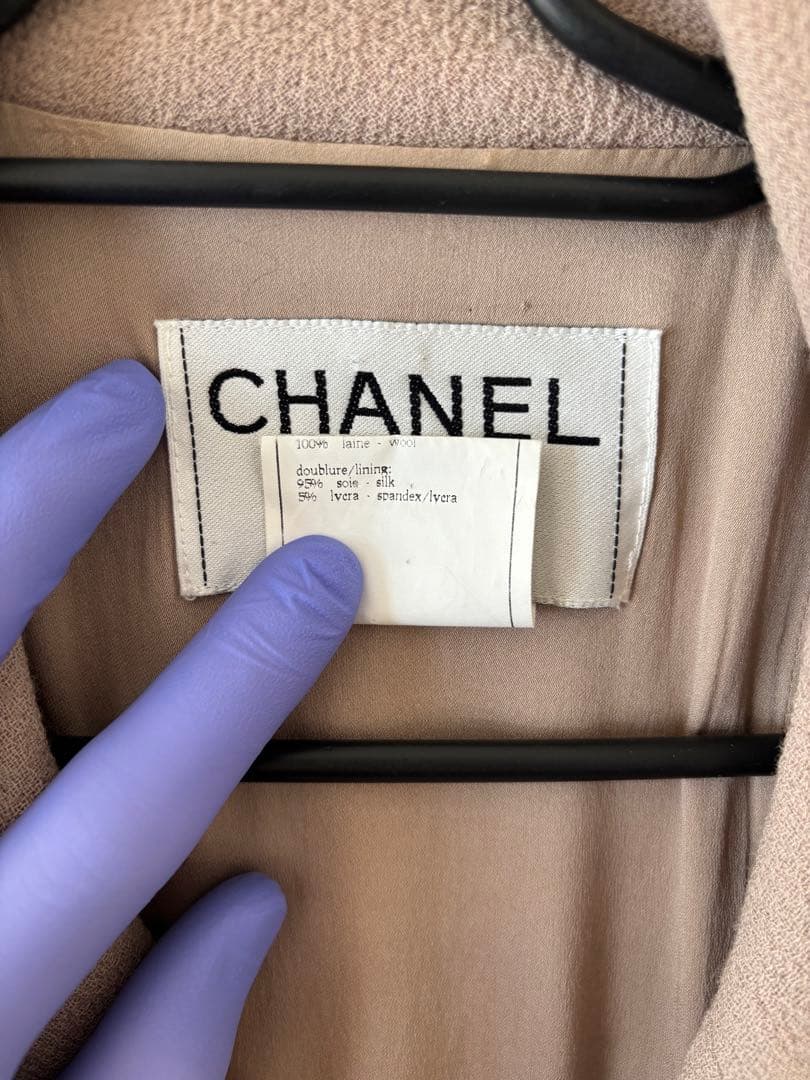 CHANEL
100% laine - wool
doublure/lining:
95% soie - silk
5% lycra - spandex/lycra